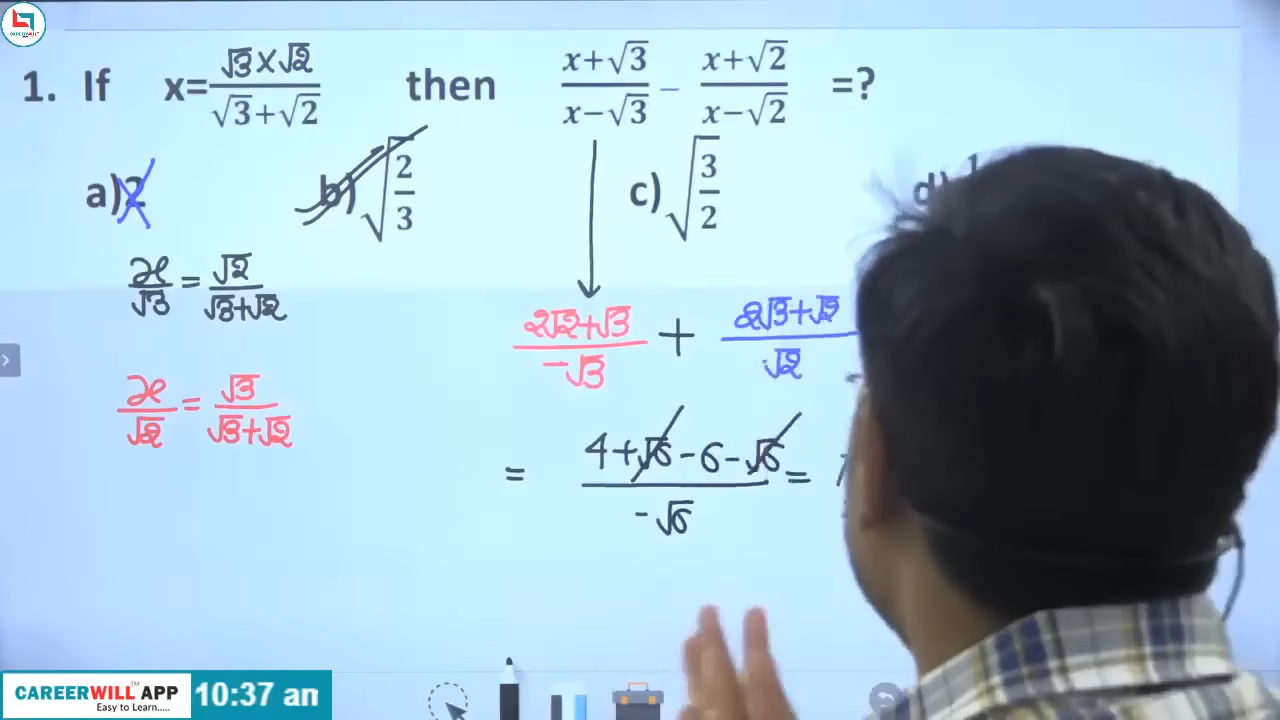 CAREERWILL
1. If x= √3×√2 / √3+√2 then x+√3 / x−√3 − x+√2 / x−√2 =?
a) 2 b) √2/3 c) √3/2 d) 1
x/√3 = √2 / √3+√2
2√2+√3 / −√3 + 2√3+√2 / √2
x/√2 = √3 / √3+√2
= 4+√6−6−√6 / −√6 =
CAREERWILL™ APP
Easy to Learn.....
10:37 am